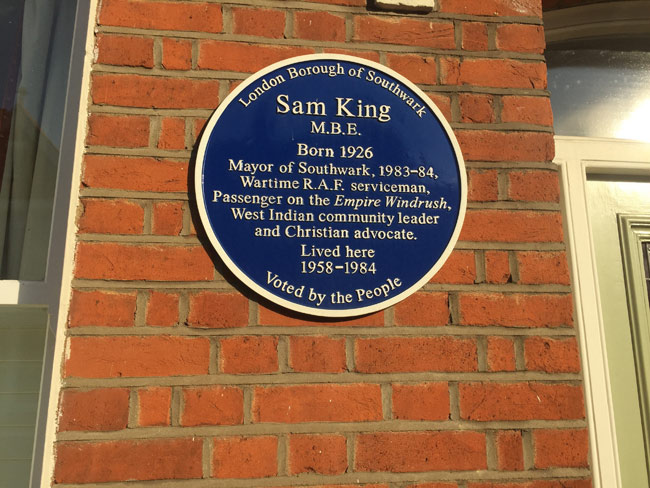 London Borough of Southwark
Sam King
M.B.E.
Born 1926
Mayor of Southwark, 1983–84,
Wartime R.A.F. serviceman,
Passenger on the Empire Windrush,
West Indian community leader
and Christian advocate.
Lived here
1958–1984
Voted by the People